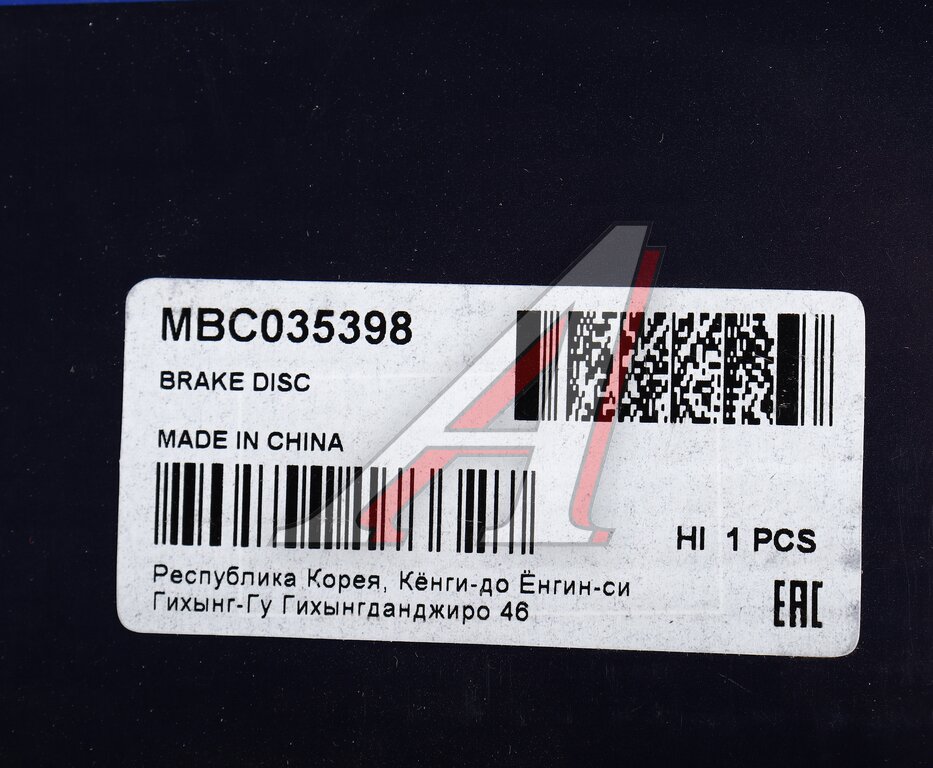 MBC035398
BRAKE DISC
MADE IN CHINA
HI 1 PCS
Республика Корея, Кёнги-до Ёнгин-си
Гихынг-Гу Гихынгданджиро 46
EAC